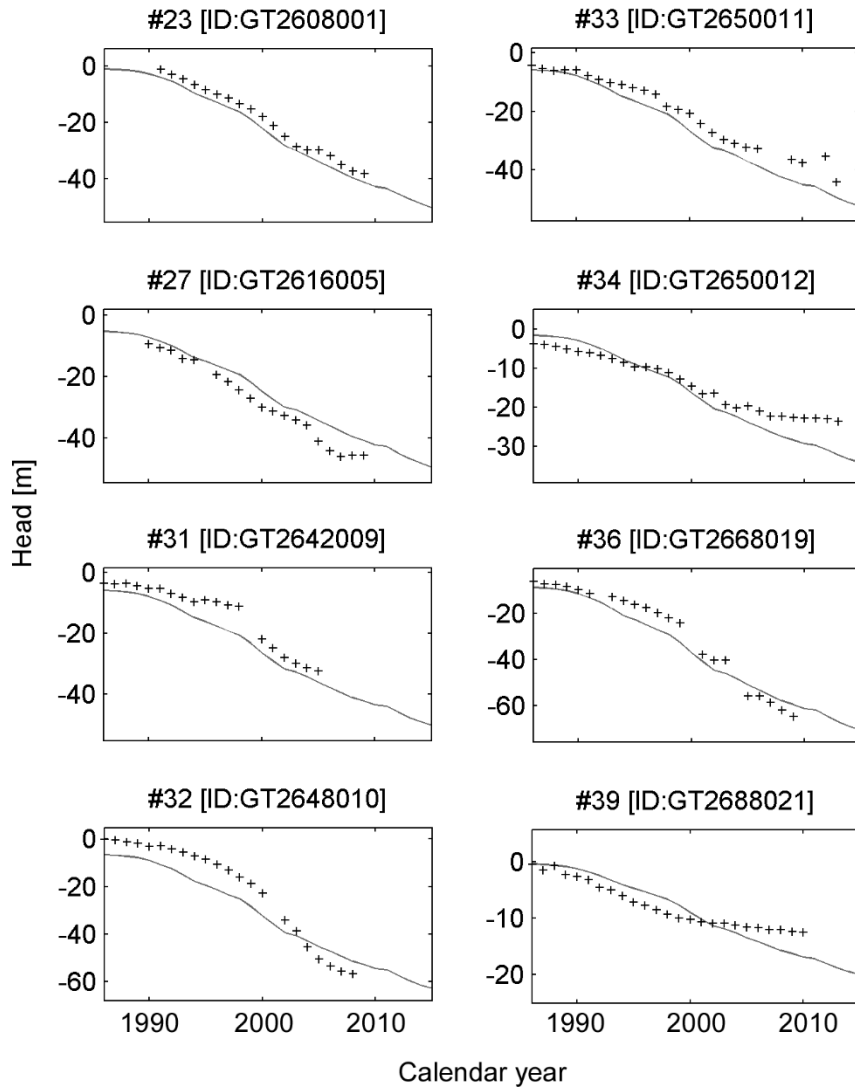 #23 [ID:GT2608001]
0
-20
-40
#33 [ID:GT2650011]
0
-20
-40
#27 [ID:GT2616005]
0
-20
-40
#34 [ID:GT2650012]
0
-10
-20
-30
#31 [ID:GT2642009]
0
-20
-40
#36 [ID:GT2668019]
-20
-40
-60
#32 [ID:GT2648010]
0
-20
-40
-60
1990 2000 2010
#39 [ID:GT2688021]
0
-10
-20
1990 2000 2010
Head [m]
Calendar year